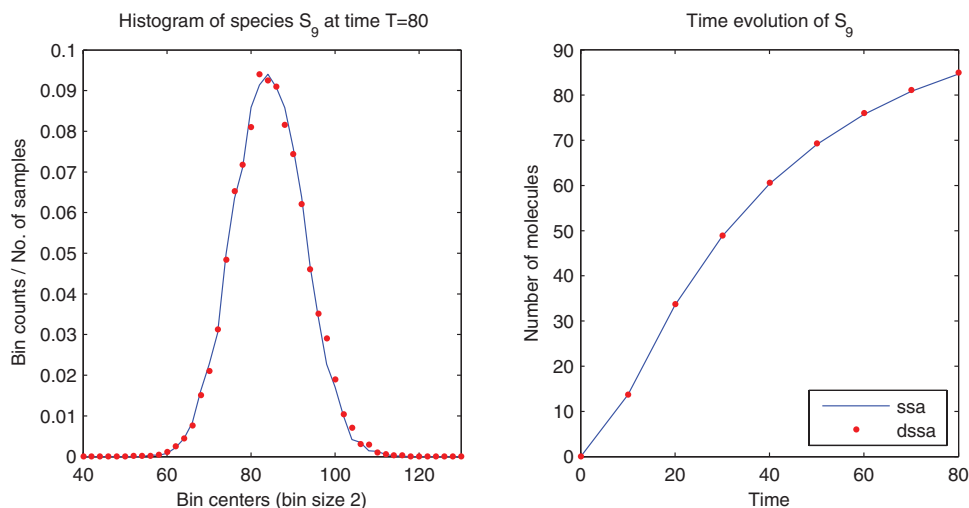 Histogram of species S9 at time T=80
0.1
0.09
0.08
0.07
0.06
0.05
0.04
0.03
0.02
0.01
0
40 60 80 100 120
Bin counts / No. of samples
Bin centers (bin size 2)
Time evolution of S9
90
80
70
60
50
40
30
20
10
0
0 20 40 60 80
Number of molecules
Time
ssa
dssa